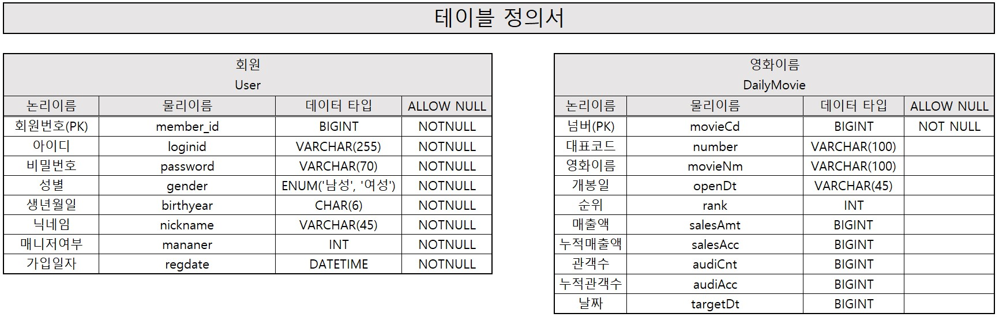 테이블 정의서
회원
User
논리이름 물리이름 데이터 타입 ALLOW NULL
회원번호(PK) member_id BIGINT NOTNULL
아이디 loginid VARCHAR(255) NOTNULL
비밀번호 password VARCHAR(70) NOTNULL
성별 gender ENUM('남성', '여성') NOTNULL
생년월일 birthyear CHAR(6) NOTNULL
닉네임 nickname VARCHAR(45) NOTNULL
매니저여부 mananer INT NOTNULL
가입일자 regdate DATETIME NOTNULL
영화이름
DailyMovie
논리이름 물리이름 데이터 타입 ALLOW NULL
넘버(PK) movieCd BIGINT NOT NULL
대표코드 number VARCHAR(100)
영화이름 movieNm VARCHAR(100)
개봉일 openDt VARCHAR(45)
순위 rank INT
매출액 salesAmt BIGINT
누적매출액 salesAcc BIGINT
관객수 audiCnt BIGINT
누적관객수 audiAcc BIGINT
날짜 targetDt BIGINT